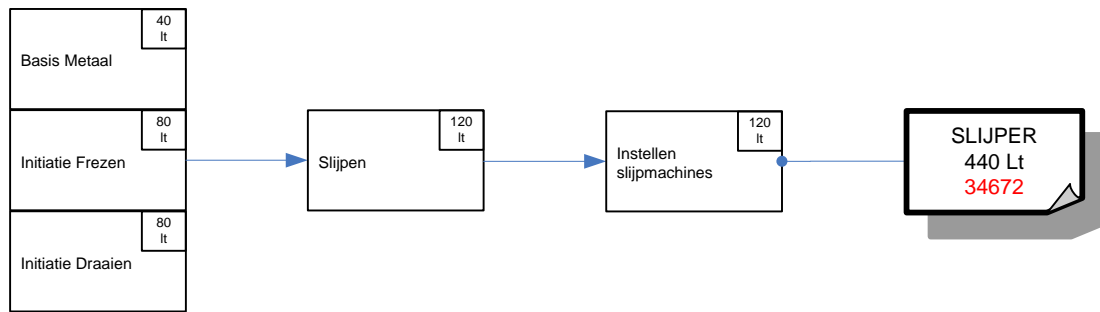 40
lt
Basis Metaal
80
lt
Initiatie Frezen
80
lt
Initiatie Draaien
120
lt
Slijpen
120
lt
Instellen
slijpmachines
SLIJPER
440 Lt
34672